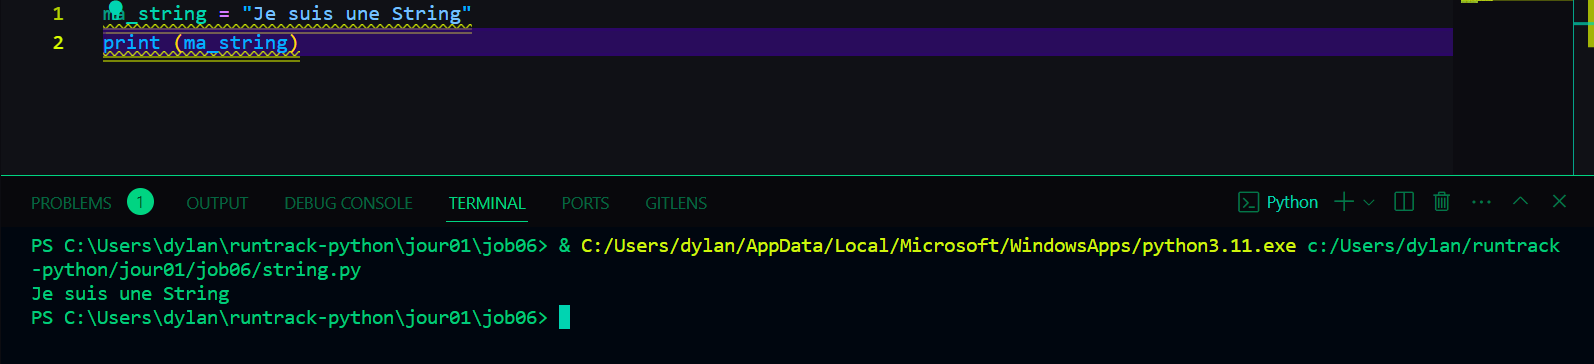 1 ma_string = "Je suis une String"
2 print (ma_string)
PROBLEMS 1 OUTPUT DEBUG CONSOLE TERMINAL PORTS GITLENS Python
PS C:\Users\dylan\runtrack-python\jour01\job06> & C:/Users/dylan/AppData/Local/Microsoft/WindowsApps/python3.11.exe c:/Users/dylan/runtrack
-python/jour01/job06/string.py
Je suis une String
PS C:\Users\dylan\runtrack-python\jour01\job06>